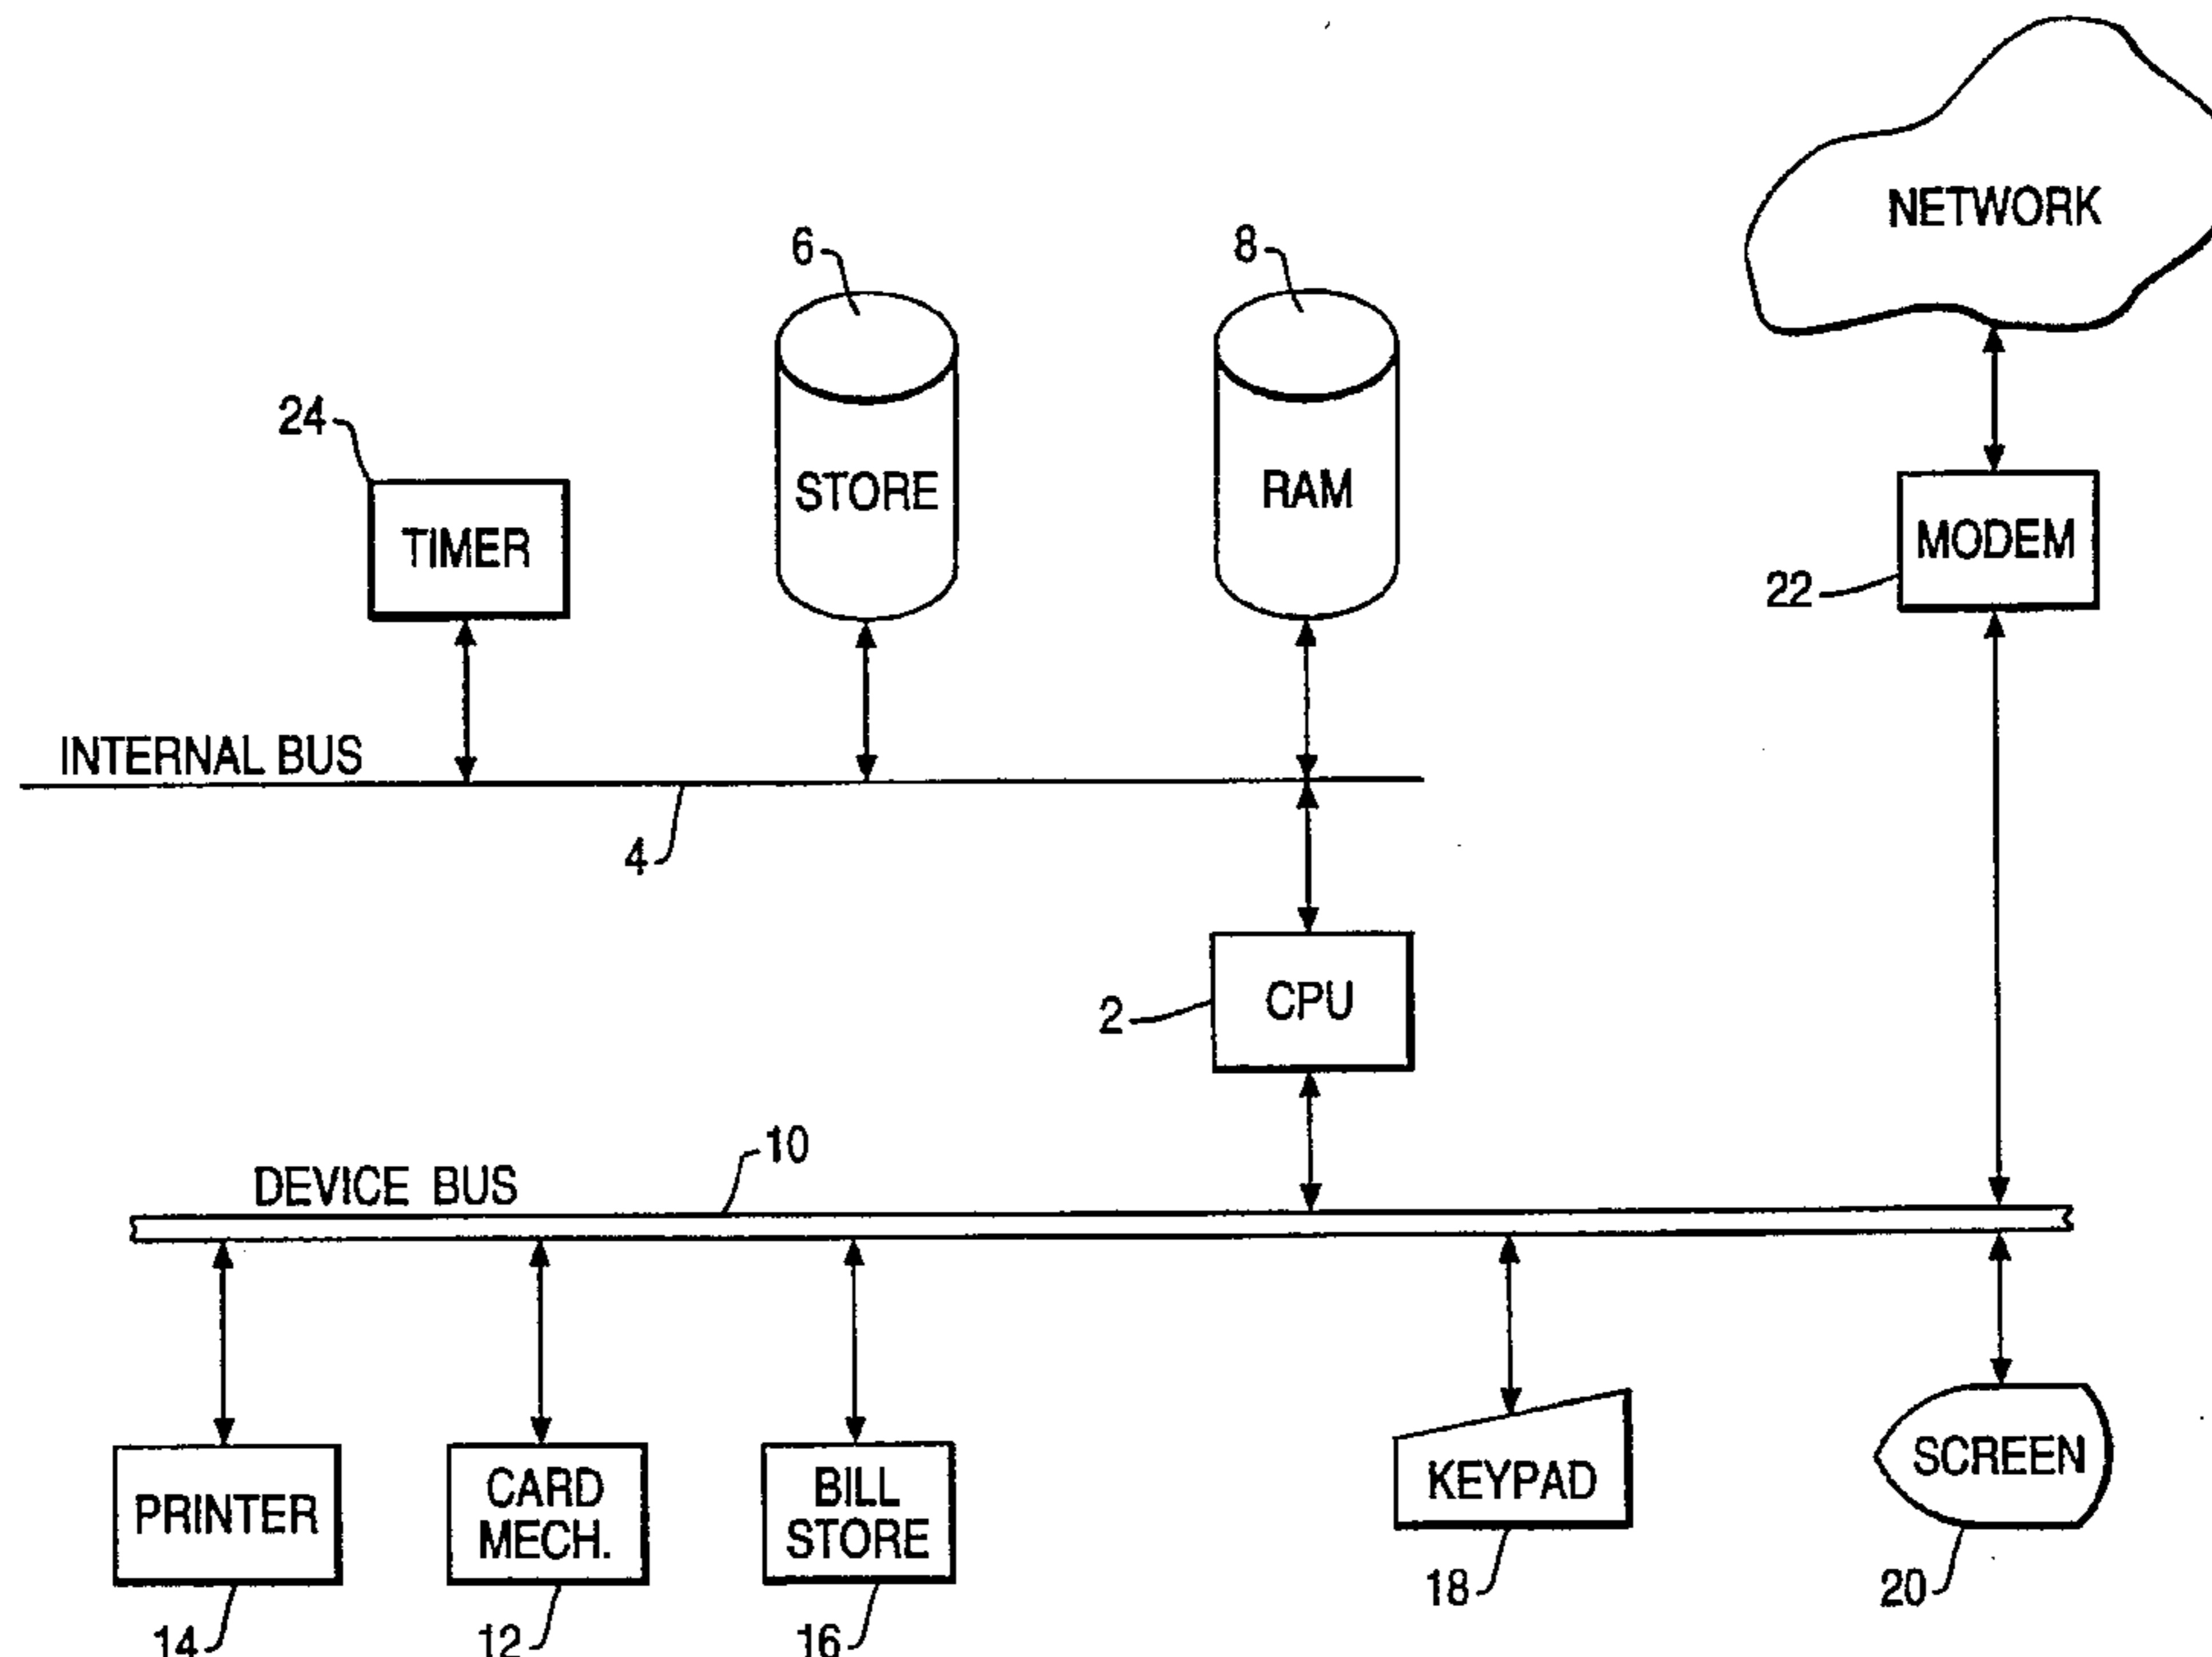 NETWORK
6
8
24
STORE
RAM
TIMER
MODEM
22
INTERNAL BUS
4
CPU
2
10
DEVICE BUS
PRINTER
CARD
MECH.
BILL
STORE
KEYPAD
SCREEN
14
12
16
18
20